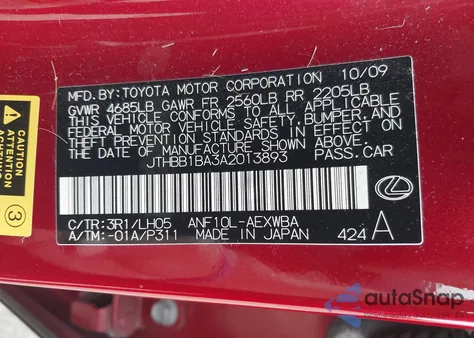 MFD. BY: TOYOTA MOTOR CORPORATION 10/09
GVWR 4685LB GAWR FR 2560LB RR 2205LB
THIS VEHICLE CONFORMS TO ALL APPLICABLE
FEDERAL MOTOR VEHICLE SAFETY, BUMPER, AND
THEFT PREVENTION STANDARDS IN EFFECT ON
THE DATE OF MANUFACTURE SHOWN ABOVE.
JTHBB1BA3A2013893 PASS.CAR
C/TR: 3R1/LH05 ANF10L-AEXWBA
A/TM: -01A/P311 MADE IN JAPAN 424 A
3
autoSnap